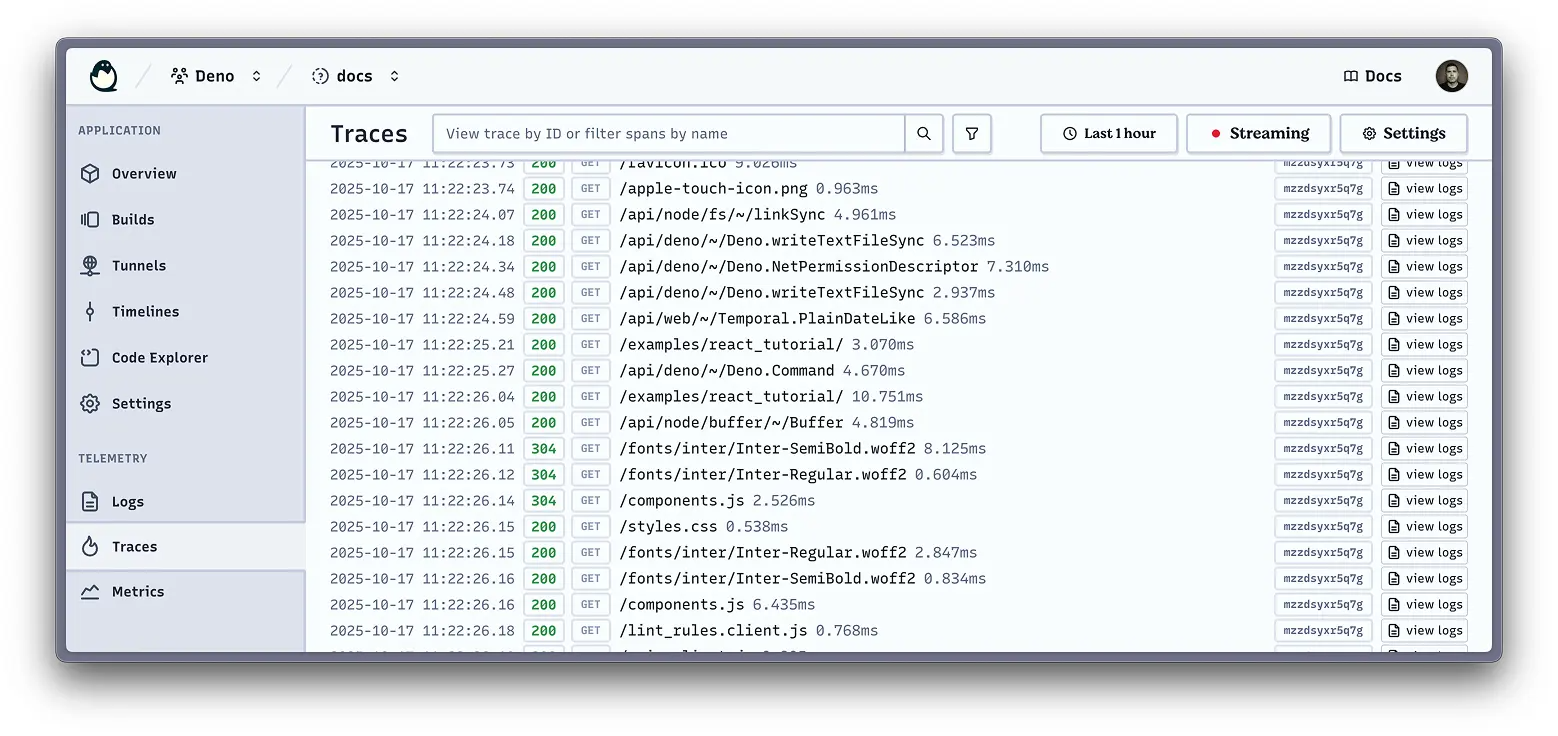 Deno docs Docs
APPLICATION
Overview
Builds
Tunnels
Timelines
Code Explorer
Settings
TELEMETRY
Logs
Traces
Metrics
Traces View trace by ID or filter spans by name Last 1 hour Streaming Settings
2025-10-17 11:22:23.73 200 GET /favicon.ico 9.026ms mzzdsyxr5q7g view logs
2025-10-17 11:22:23.74 200 GET /apple-touch-icon.png 0.963ms mzzdsyxr5q7g view logs
2025-10-17 11:22:24.07 200 GET /api/node/fs/~/linkSync 4.961ms mzzdsyxr5q7g view logs
2025-10-17 11:22:24.18 200 GET /api/deno/~/Deno.writeTextFileSync 6.523ms mzzdsyxr5q7g view logs
2025-10-17 11:22:24.34 200 GET /api/deno/~/Deno.NetPermissionDescriptor 7.310ms mzzdsyxr5q7g view logs
2025-10-17 11:22:24.48 200 GET /api/deno/~/Deno.writeTextFileSync 2.937ms mzzdsyxr5q7g view logs
2025-10-17 11:22:24.59 200 GET /api/web/~/Temporal.PlainDateLike 6.586ms mzzdsyxr5q7g view logs
2025-10-17 11:22:25.21 200 GET /examples/react_tutorial/ 3.070ms mzzdsyxr5q7g view logs
2025-10-17 11:22:25.27 200 GET /api/deno/~/Deno.Command 4.670ms mzzdsyxr5q7g view logs
2025-10-17 11:22:26.04 200 GET /examples/react_tutorial/ 10.751ms mzzdsyxr5q7g view logs
2025-10-17 11:22:26.05 200 GET /api/node/buffer/~/Buffer 4.819ms mzzdsyxr5q7g view logs
2025-10-17 11:22:26.11 304 GET /fonts/inter/Inter-SemiBold.woff2 8.125ms mzzdsyxr5q7g view logs
2025-10-17 11:22:26.12 304 GET /fonts/inter/Inter-Regular.woff2 0.604ms mzzdsyxr5q7g view logs
2025-10-17 11:22:26.14 304 GET /components.js 2.526ms mzzdsyxr5q7g view logs
2025-10-17 11:22:26.15 200 GET /styles.css 0.538ms mzzdsyxr5q7g view logs
2025-10-17 11:22:26.15 200 GET /fonts/inter/Inter-Regular.woff2 2.847ms mzzdsyxr5q7g view logs
2025-10-17 11:22:26.16 200 GET /fonts/inter/Inter-SemiBold.woff2 0.834ms mzzdsyxr5q7g view logs
2025-10-17 11:22:26.16 200 GET /components.js 6.435ms mzzdsyxr5q7g view logs
2025-10-17 11:22:26.18 200 GET /lint_rules.client.js 0.768ms mzzdsyxr5q7g view logs